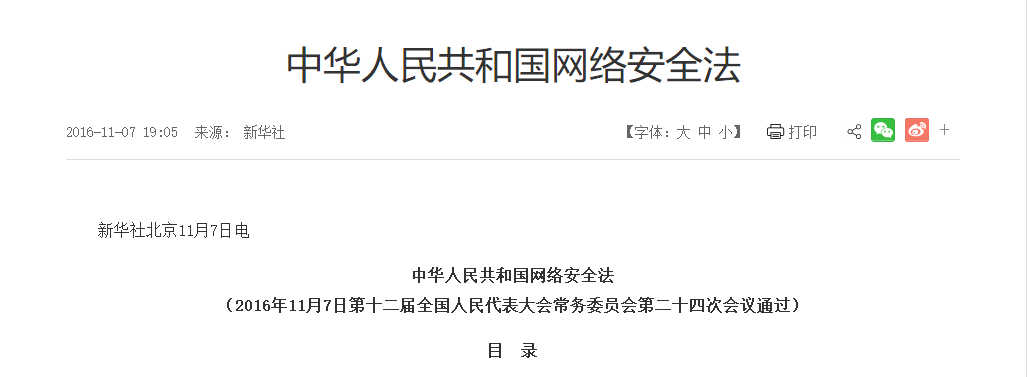 中华人民共和国网络安全法
2016-11-07 19:05 来源： 新华社 【字体：大 中 小】 打印 +
新华社北京11月7日电
中华人民共和国网络安全法
（2016年11月7日第十二届全国人民代表大会常务委员会第二十四次会议通过）
目 录